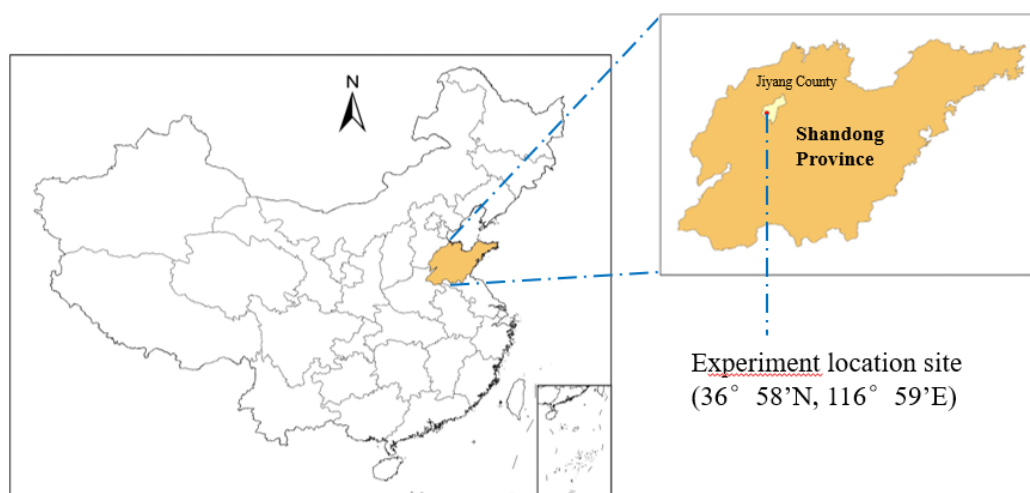 N
Jiyang County
Shandong
Province
Experiment location site
(36° 58’N, 116° 59’E)